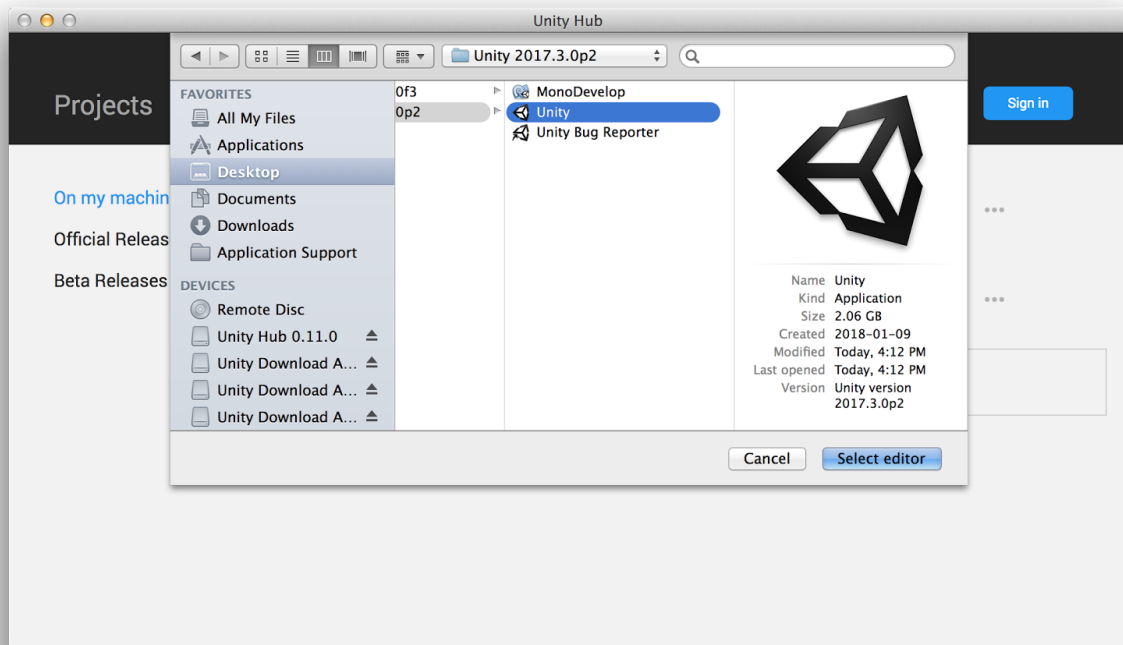 Unity Hub
Unity 2017.3.0p2
Projects
Sign in
On my machin
Official Releas
Beta Releases
FAVORITES
All My Files
Applications
Desktop
Documents
Downloads
Application Support
DEVICES
Remote Disc
Unity Hub 0.11.0
Unity Download A...
Unity Download A...
Unity Download A...
0f3
0p2
MonoDevelop
Unity
Unity Bug Reporter
Name Unity
Kind Application
Size 2.06 GB
Created 2018-01-09
Modified Today, 4:12 PM
Last opened Today, 4:12 PM
Version Unity version
2017.3.0p2
Cancel
Select editor